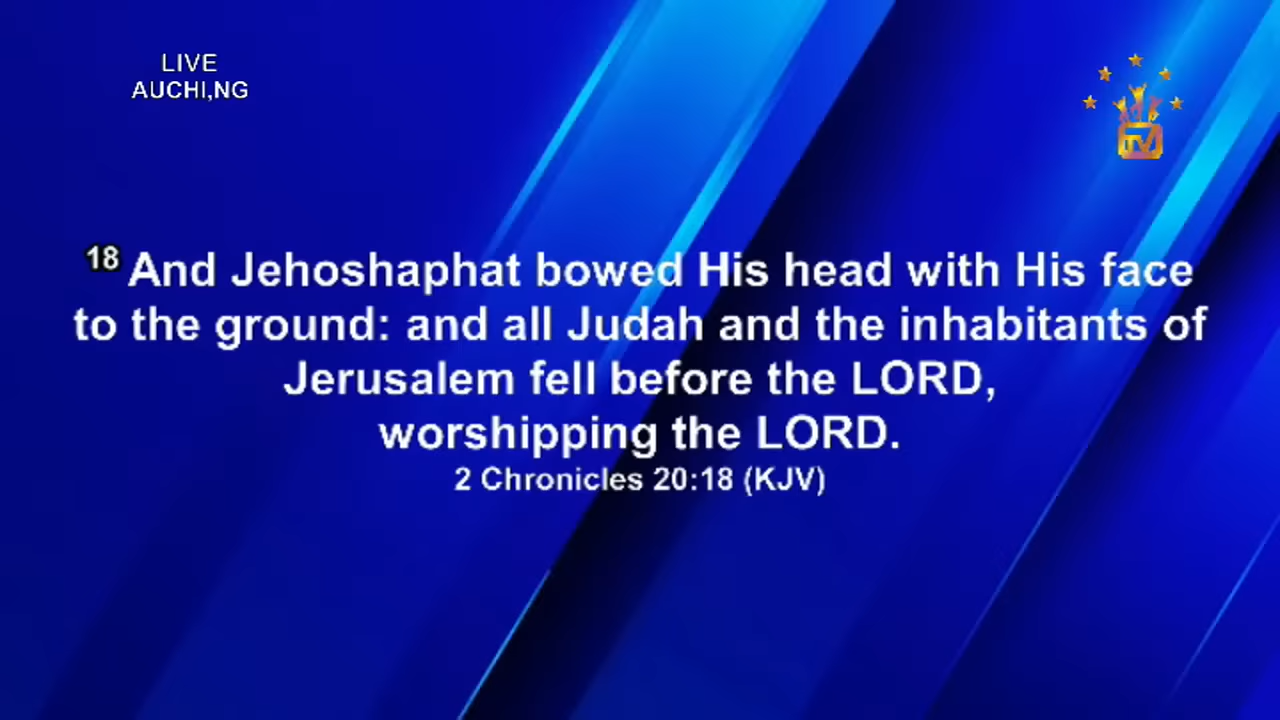 LIVE
AUCHI,NG
TV
18 And Jehoshaphat bowed His head with His face
to the ground: and all Judah and the inhabitants of
Jerusalem fell before the LORD,
worshipping the LORD.
2 Chronicles 20:18 (KJV)